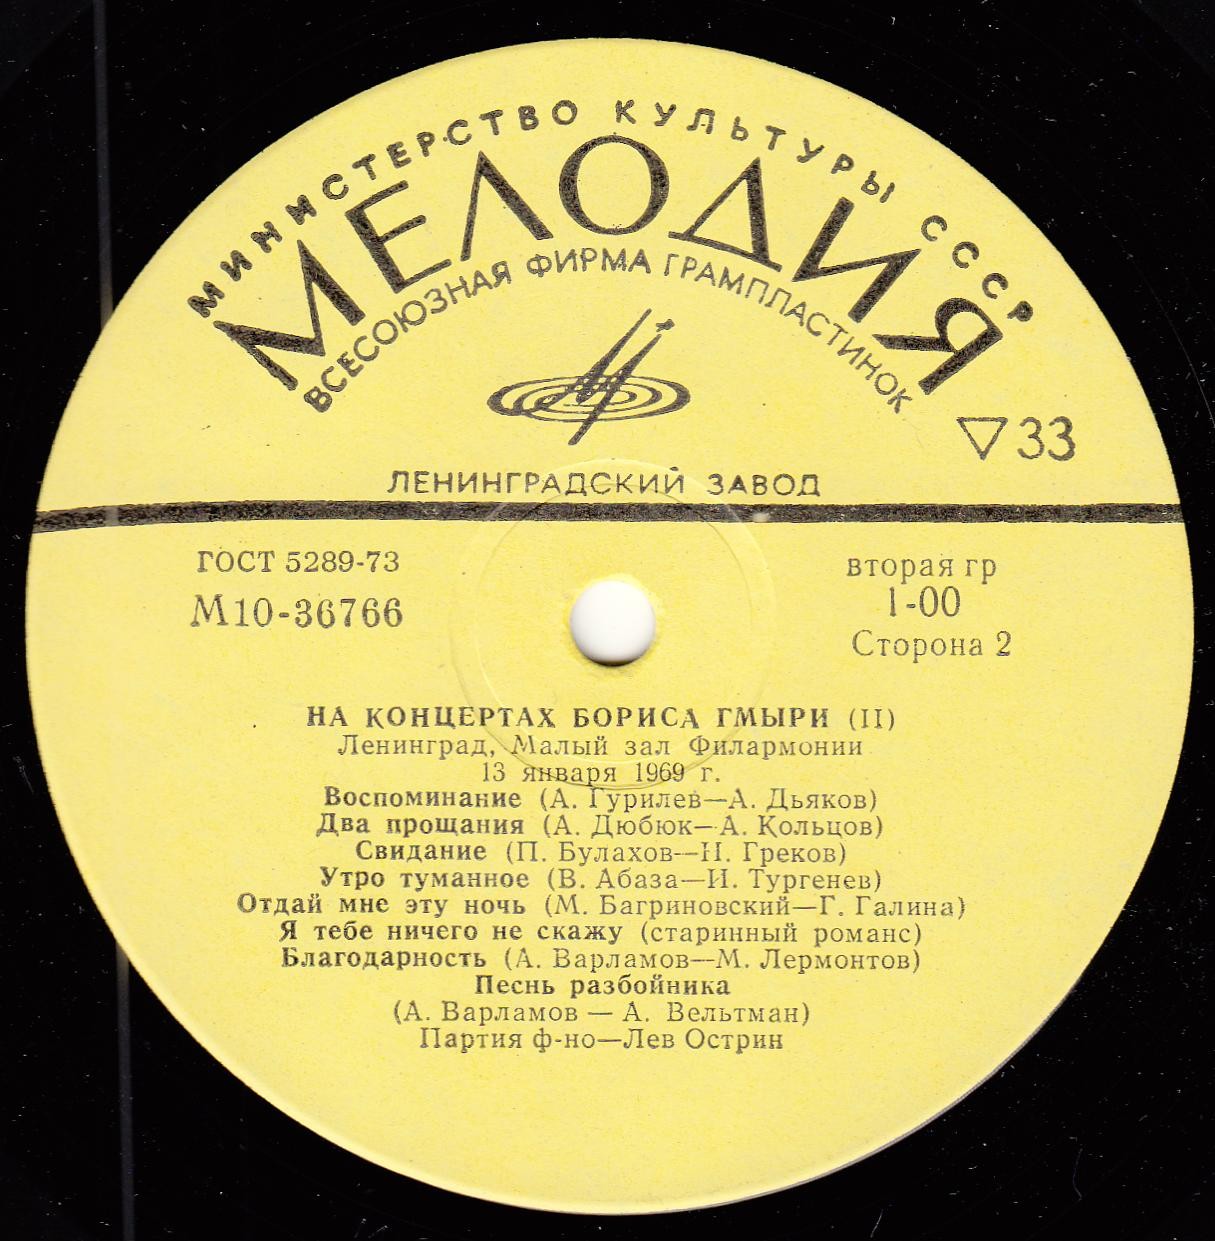 МИНИСТЕРСТВО КУЛЬТУРЫ СССР
МЕЛОДИЯ
ВСЕСОЮЗНАЯ ФИРМА ГРАМПЛАСТИНОК
▽33
ЛЕНИНГРАДСКИЙ ЗАВОД
ГОСТ 5289-73
М10-36766
вторая гр
1-00
Сторона 2
НА КОНЦЕРТАХ БОРИСА ГМЫРИ (II)
Ленинград, Малый зал Филармонии
13 января 1969 г.
Воспоминание (А. Гурилев—А. Дьяков)
Два прощания (А. Дюбюк—А. Кольцов)
Свидание (П. Булахов—Н. Греков)
Утро туманное (В. Абаза—И. Тургенев)
Отдай мне эту ночь (М. Багриновский—Г. Галина)
Я тебе ничего не скажу (старинный романс)
Благодарность (А. Варламов—М. Лермонтов)
Песнь разбойника
(А. Варламов — А. Вельтман)
Партия ф-но—Лев Острин